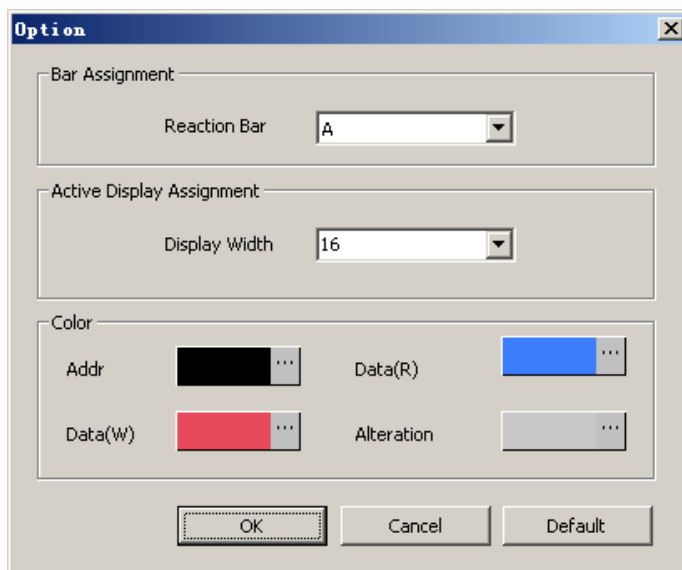 Option
Bar Assignment
Reaction Bar
A
Active Display Assignment
Display Width
16
Color
Addr
...
Data(R)
...
Data(W)
...
Alteration
...
OK
Cancel
Default